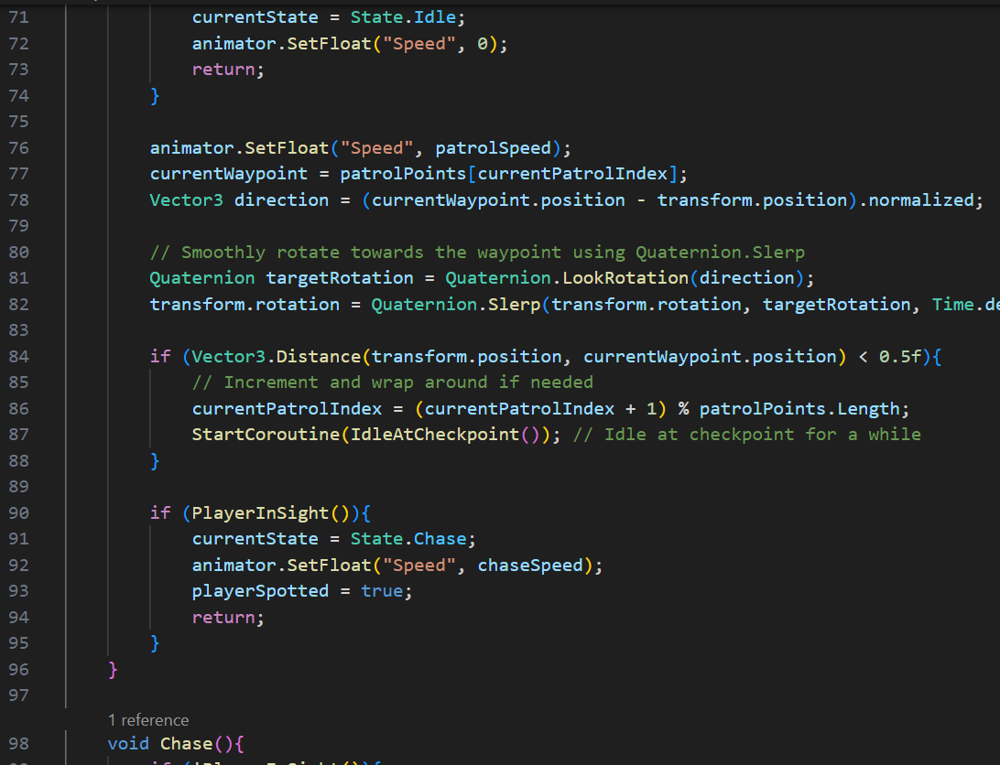 71 currentState = State.Idle;
72 animator.SetFloat("Speed", 0);
73 return;
74 }
75
76 animator.SetFloat("Speed", patrolSpeed);
77 currentWaypoint = patrolPoints[currentPatrolIndex];
78 Vector3 direction = (currentWaypoint.position - transform.position).normalized;
79
80 // Smoothly rotate towards the waypoint using Quaternion.Slerp
81 Quaternion targetRotation = Quaternion.LookRotation(direction);
82 transform.rotation = Quaternion.Slerp(transform.rotation, targetRotation, Time.de
83
84 if (Vector3.Distance(transform.position, currentWaypoint.position) < 0.5f){
85 // Increment and wrap around if needed
86 currentPatrolIndex = (currentPatrolIndex + 1) % patrolPoints.Length;
87 StartCoroutine(IdleAtCheckpoint()); // Idle at checkpoint for a while
88 }
89
90 if (PlayerInSight()){
91 currentState = State.Chase;
92 animator.SetFloat("Speed", chaseSpeed);
93 playerSpotted = true;
94 return;
95 }
96 }
97
1 reference
98 void Chase(){